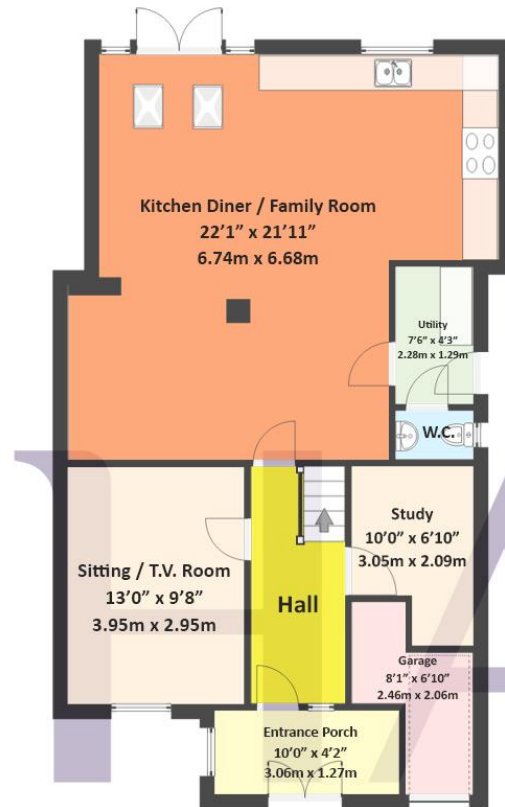 Kitchen Diner / Family Room
22’1” x 21’11”
6.74m x 6.68m
Utility
7’6” x 4’3”
2.28m x 1.29m
W.C.
Sitting / T.V. Room
13’0” x 9’8”
3.95m x 2.95m
Hall
Study
10’0” x 6’10”
3.05m x 2.09m
Garage
8’1” x 6’10”
2.46m x 2.06m
Entrance Porch
10’0” x 4’2”
3.06m x 1.27m